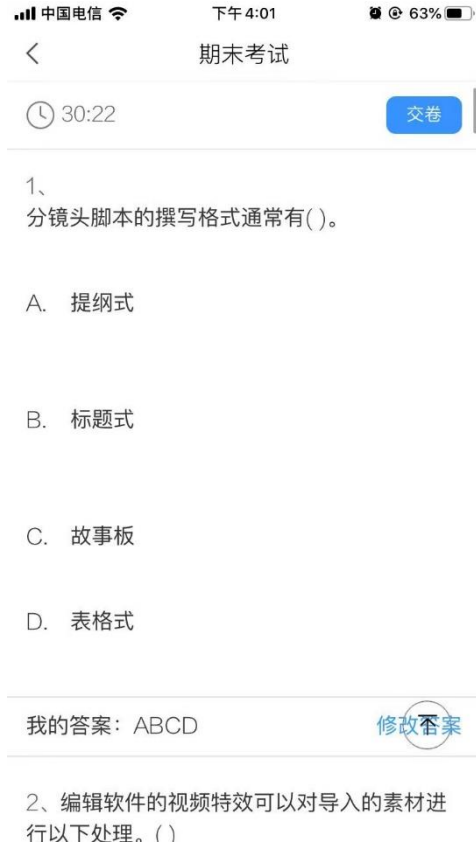 中国电信 下午4:01 63%
期末考试
30:22 交卷
1、
分镜头脚本的撰写格式通常有( )。
A. 提纲式
B. 标题式
C. 故事板
D. 表格式
我的答案：ABCD 修改答案
2、编辑软件的视频特效可以对导入的素材进
行以下处理。( )